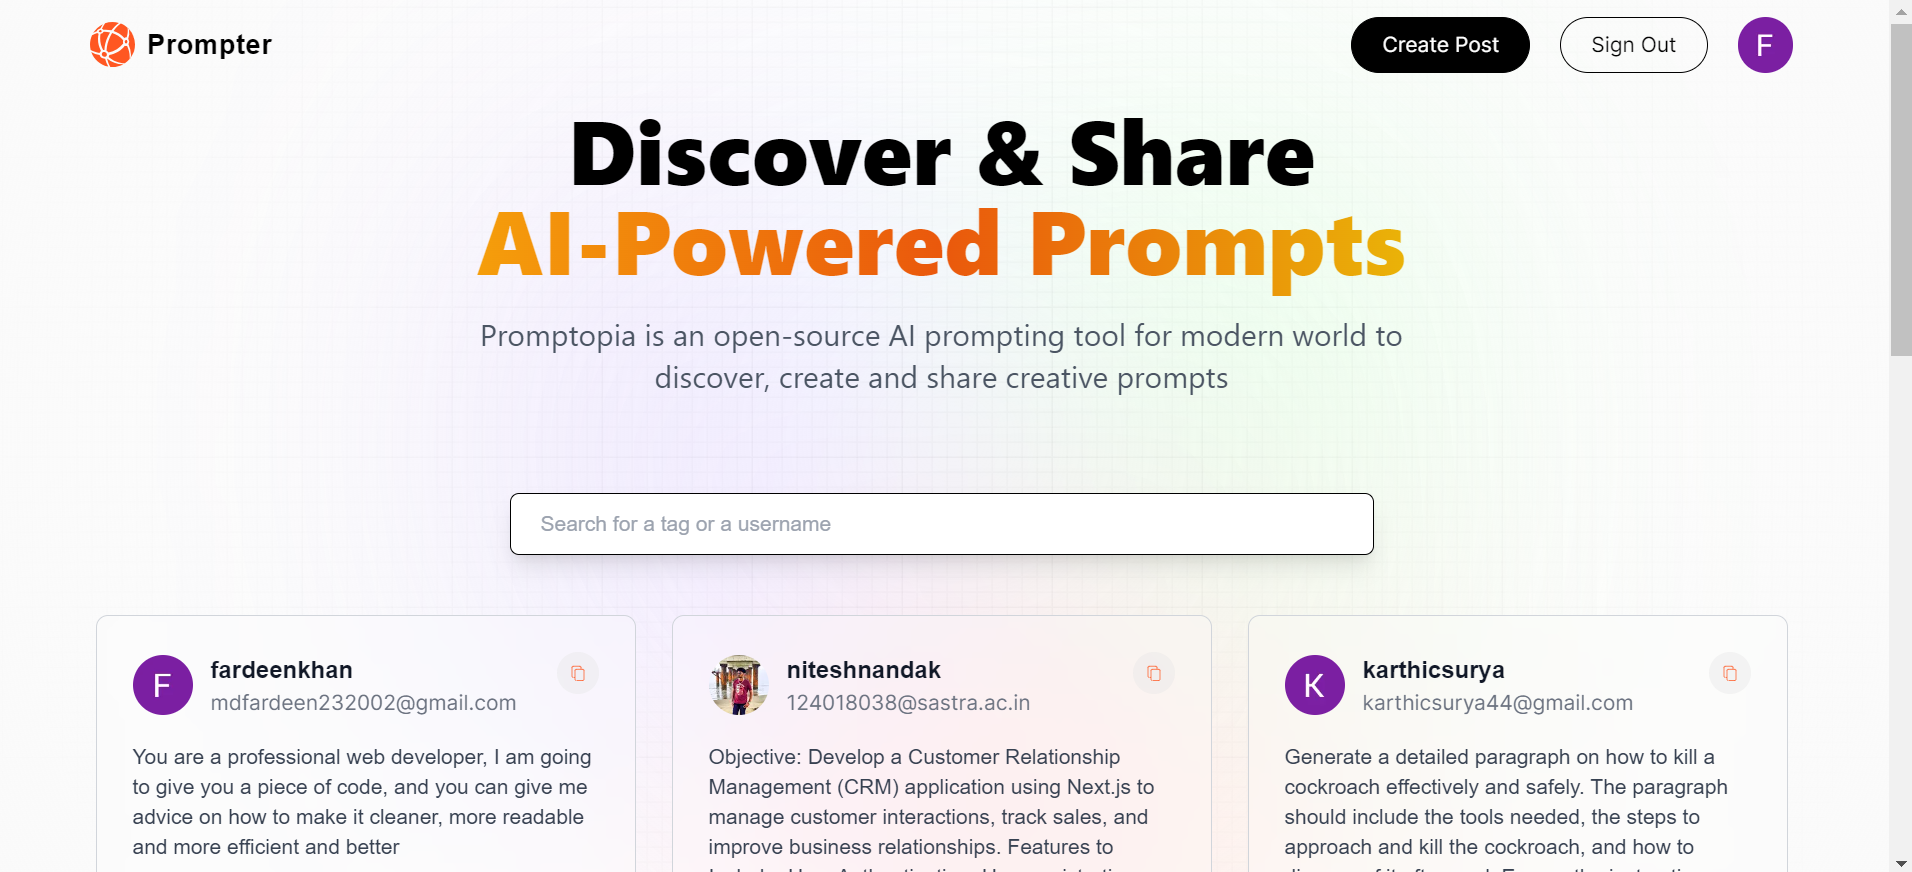 Prompter
Create Post
Sign Out
F
Discover & Share
AI-Powered Prompts
Promptopia is an open-source AI prompting tool for modern world to
discover, create and share creative prompts
Search for a tag or a username
F
fardeenkhan
mdfardeen232002@gmail.com
You are a professional web developer, I am going
to give you a piece of code, and you can give me
advice on how to make it cleaner, more readable
and more efficient and better
niteshnandak
124018038@sastra.ac.in
Objective: Develop a Customer Relationship
Management (CRM) application using Next.js to
manage customer interactions, track sales, and
improve business relationships. Features to
K
karthicsurya
karthicsurya44@gmail.com
Generate a detailed paragraph on how to kill a
cockroach effectively and safely. The paragraph
should include the tools needed, the steps to
approach and kill the cockroach, and how to